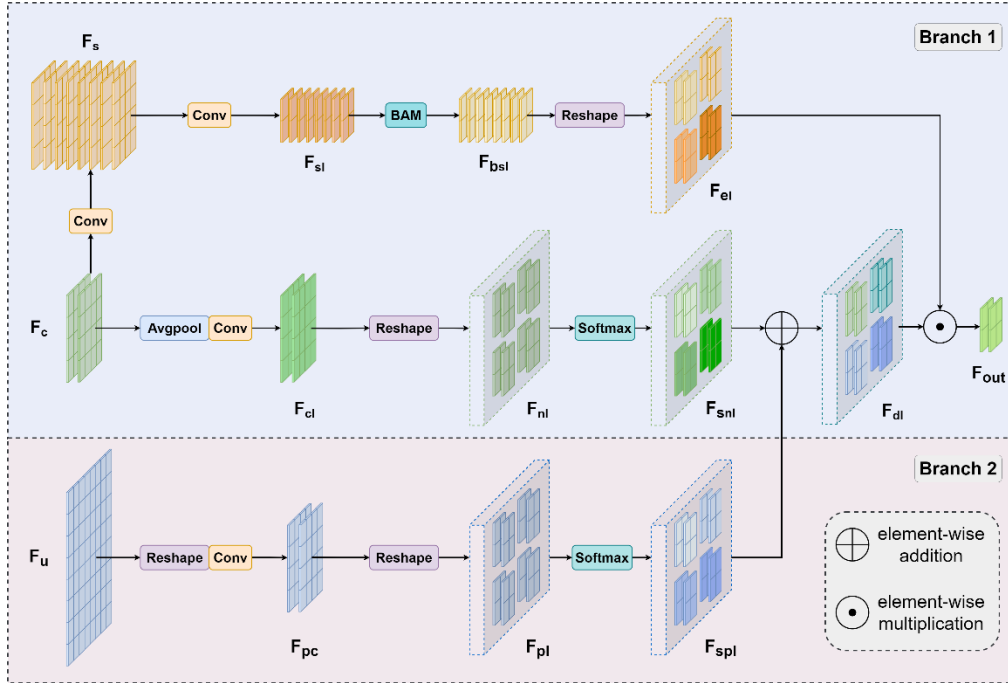 Branch 1
Fs
Conv
Fsl
BAM
Fbsl
Reshape
Fel
Conv
Fc
Avgpool Conv
Fcl
Reshape
Fnl
Softmax
Fsnl
Fdl
Fout
Branch 2
Fu
Reshape Conv
Fpc
Reshape
Fpl
Softmax
Fspl
element-wise
addition
element-wise
multiplication